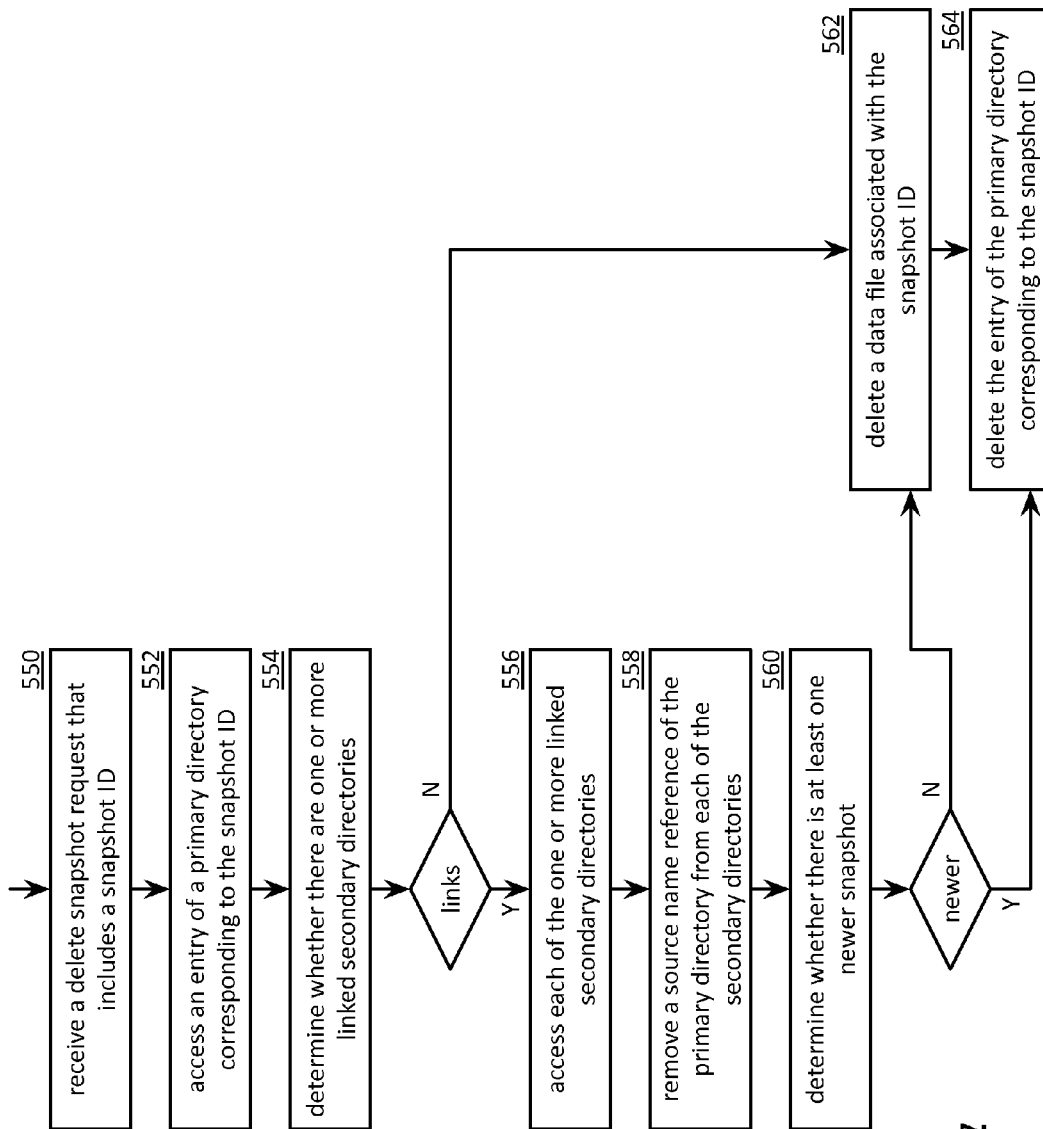 550
receive a delete snapshot request that
includes a snapshot ID
552
access an entry of a primary directory
corresponding to the snapshot ID
554
determine whether there are one or more
linked secondary directories
links
N
Y
556
access each of the one or more linked
secondary directories
558
remove a source name reference of the
primary directory from each of the
secondary directories
560
determine whether there is at least one
newer snapshot
newer
N
Y
562
delete a data file associated with the
snapshot ID
564
delete the entry of the primary directory
corresponding to the snapshot ID